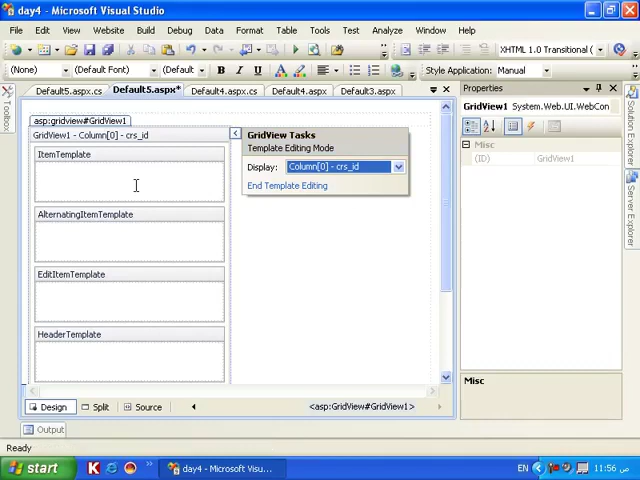 day4 - Microsoft Visual Studio
File Edit View Website Build Debug Data Format Table Tools Test Analyze Window Help
XHTML 1.0 Transitional (
(None) (Default Font) (Default B I U A Style Application: Manual
Default5.aspx.cs Default5.aspx* Default4.aspx.cs Default4.aspx Default3.aspx
Toolbox
asp:gridview#GridView1
GridView1 - Column[0] - crs_id
ItemTemplate
AlternatingItemTemplate
EditItemTemplate
HeaderTemplate
GridView Tasks
Template Editing Mode
Display: Column[0] - crs_id
End Template Editing
Design Split Source <asp:GridView#GridView1>
Properties
GridView1 System.Web.UI.WebCon
Misc
(ID) GridView1
Misc
Solution Explorer
Server Explorer
Output
Ready
start day4 - Microsoft Visu... EN 11:56 ص